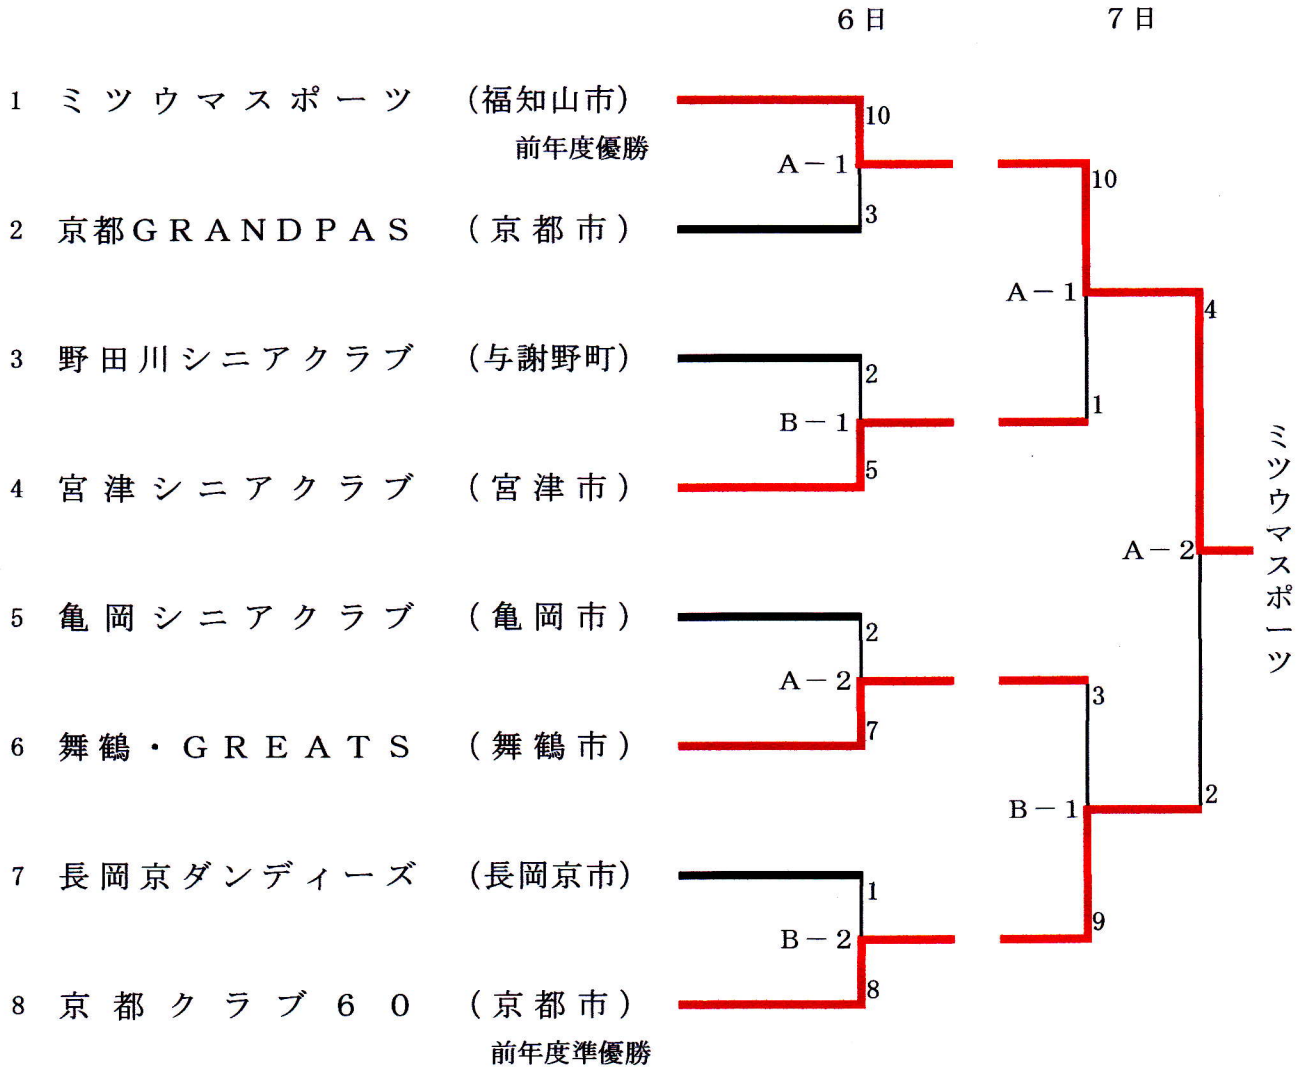 6日 7日
1 ミツウマスポーツ (福知山市)
前年度優勝
10
A－1
10
3
2 京都GRANDPAS (京都市)
A－1
4
3 野田川シニアクラブ (与謝野町)
2
1
B－1
5
4 宮津シニアクラブ (宮津市)
A－2
ミツウマスポーツ
5 亀岡シニアクラブ (亀岡市)
2
A－2
3
7
6 舞鶴・GREATS (舞鶴市)
2
B－1
7 長岡京ダンディーズ (長岡京市)
1
9
B－2
8
8 京都クラブ60 (京都市)
前年度準優勝